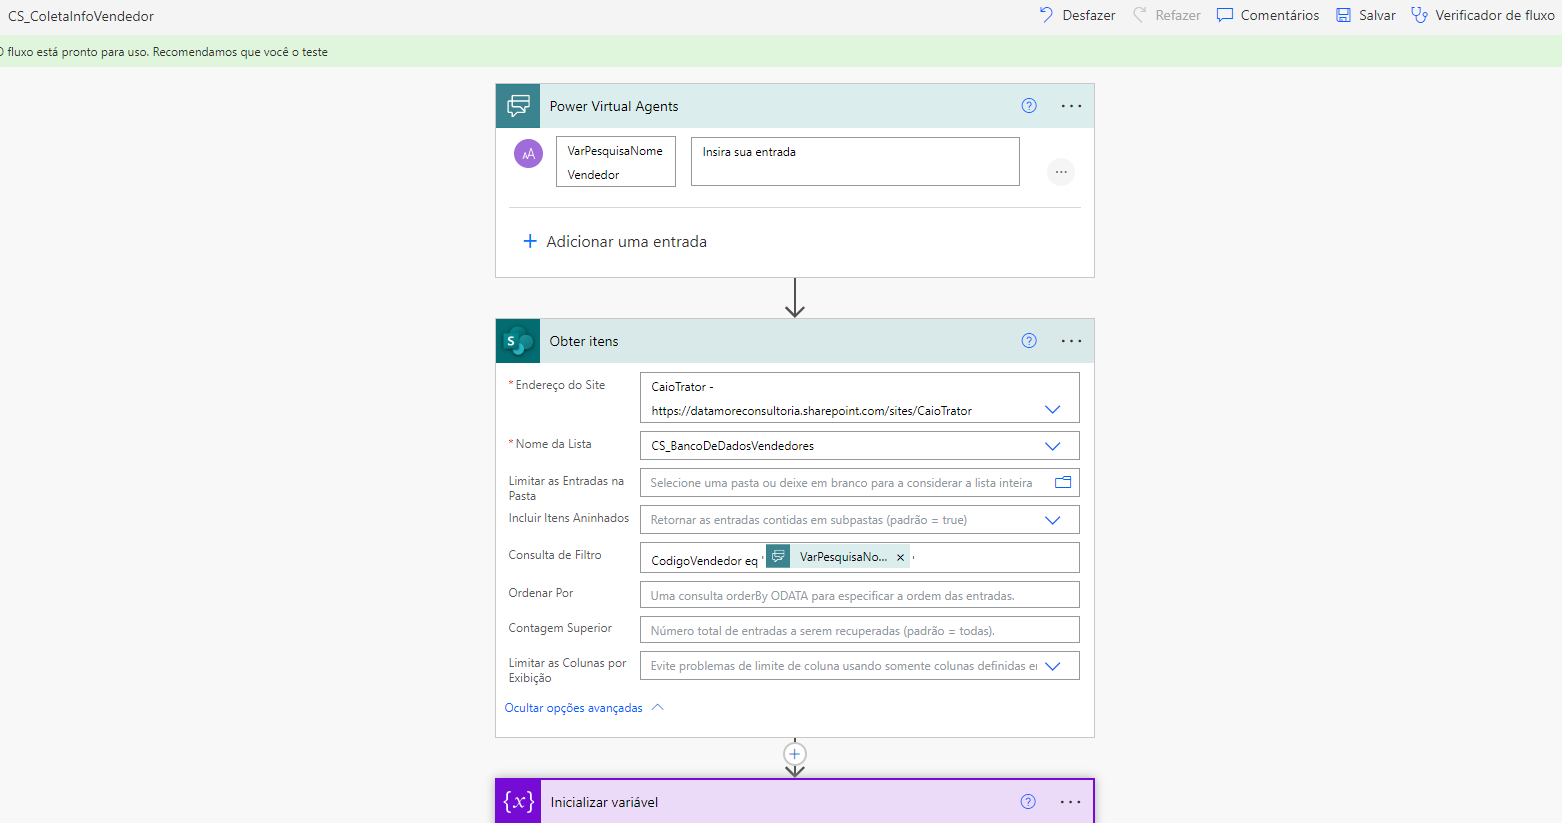 CS_ColetaInfoVendedor
Desfazer
Refazer
Comentários
Salvar
Verificador de fluxo
O fluxo está pronto para uso. Recomendamos que você o teste
Power Virtual Agents
VarPesquisaNome
Vendedor
Insira sua entrada
Adicionar uma entrada
Obter itens
* Endereço do Site
CaioTrator -
https://datamoreconsultoria.sharepoint.com/sites/CaioTrator
* Nome da Lista
CS_BancoDeDadosVendedores
Limitar as Entradas na
Pasta
Selecione uma pasta ou deixe em branco para a considerar a lista inteira
Incluir Itens Aninhados
Retornar as entradas contidas em subpastas (padrão = true)
Consulta de Filtro
CodigoVendedor eq ' VarPesquisaNo... × '
Ordenar Por
Uma consulta orderBy ODATA para especificar a ordem das entradas.
Contagem Superior
Número total de entradas a serem recuperadas (padrão = todas).
Limitar as Colunas por
Exibição
Evite problemas de limite de coluna usando somente colunas definidas
Ocultar opções avançadas
{x} Inicializar variável